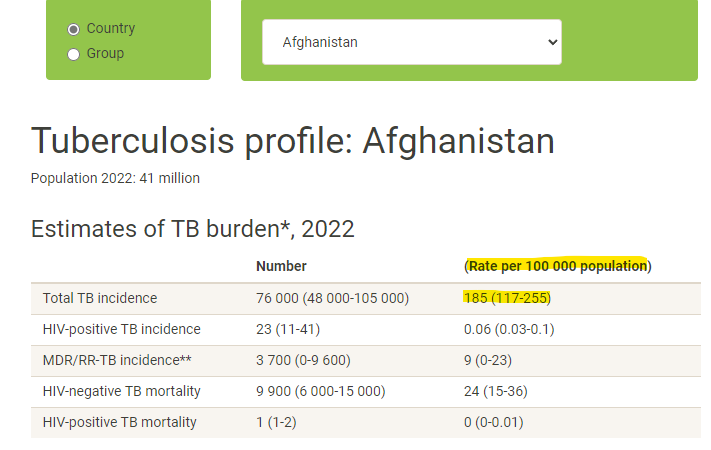 Country
Group
Afghanistan
Tuberculosis profile: Afghanistan
Population 2022: 41 million
Estimates of TB burden*, 2022
Number (Rate per 100 000 population)
Total TB incidence 76 000 (48 000-105 000) 185 (117-255)
HIV-positive TB incidence 23 (11-41) 0.06 (0.03-0.1)
MDR/RR-TB incidence** 3 700 (0-9 600) 9 (0-23)
HIV-negative TB mortality 9 900 (6 000-15 000) 24 (15-36)
HIV-positive TB mortality 1 (1-2) 0 (0-0.01)